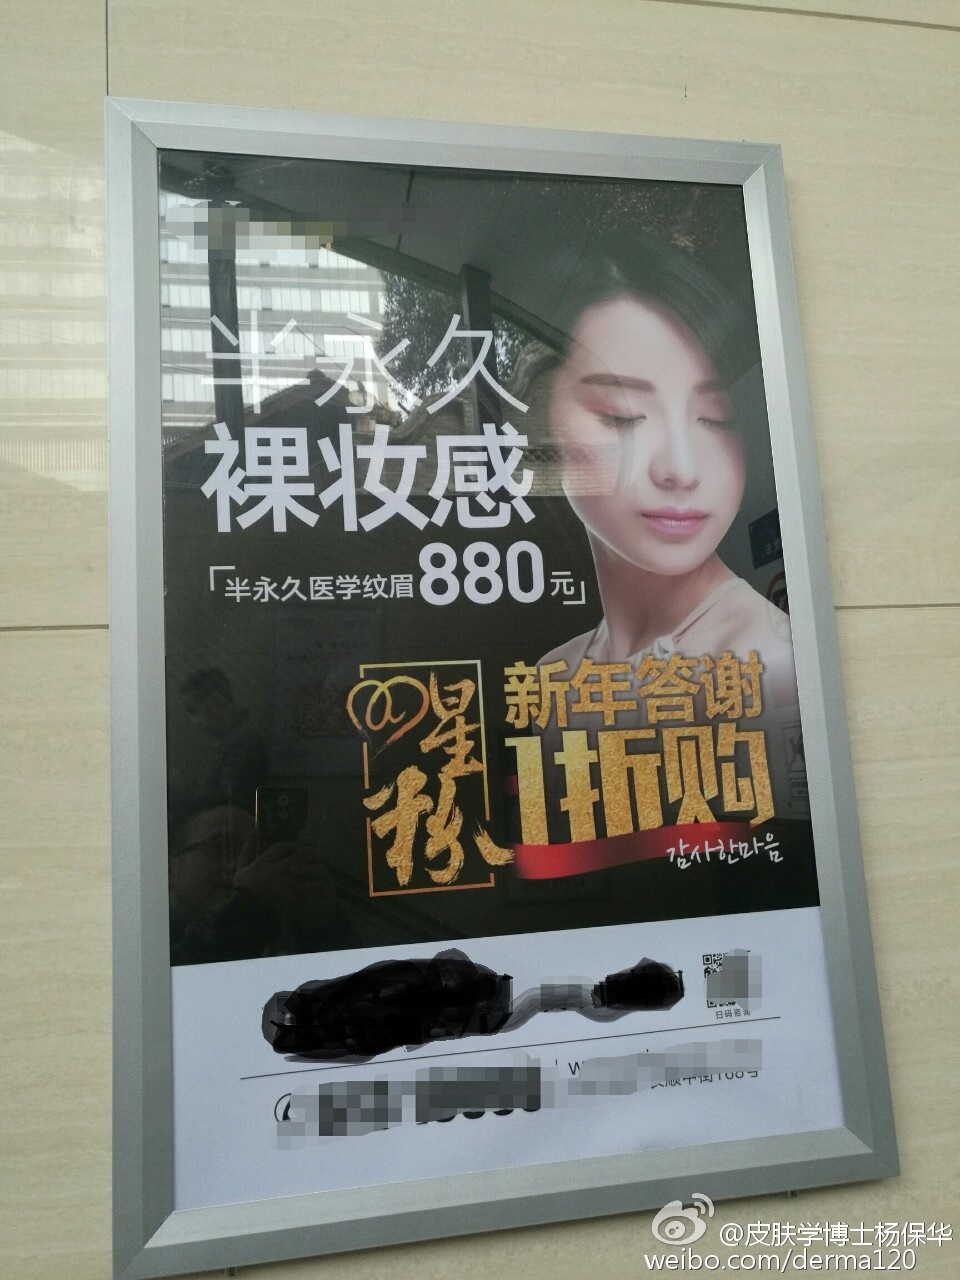 半永久
裸妆感
「半永久医学纹眉880元」
星
粉
新年答谢
1折购
감사한마음
扫码咨询
@皮肤学博士杨保华
weibo.com/derma120